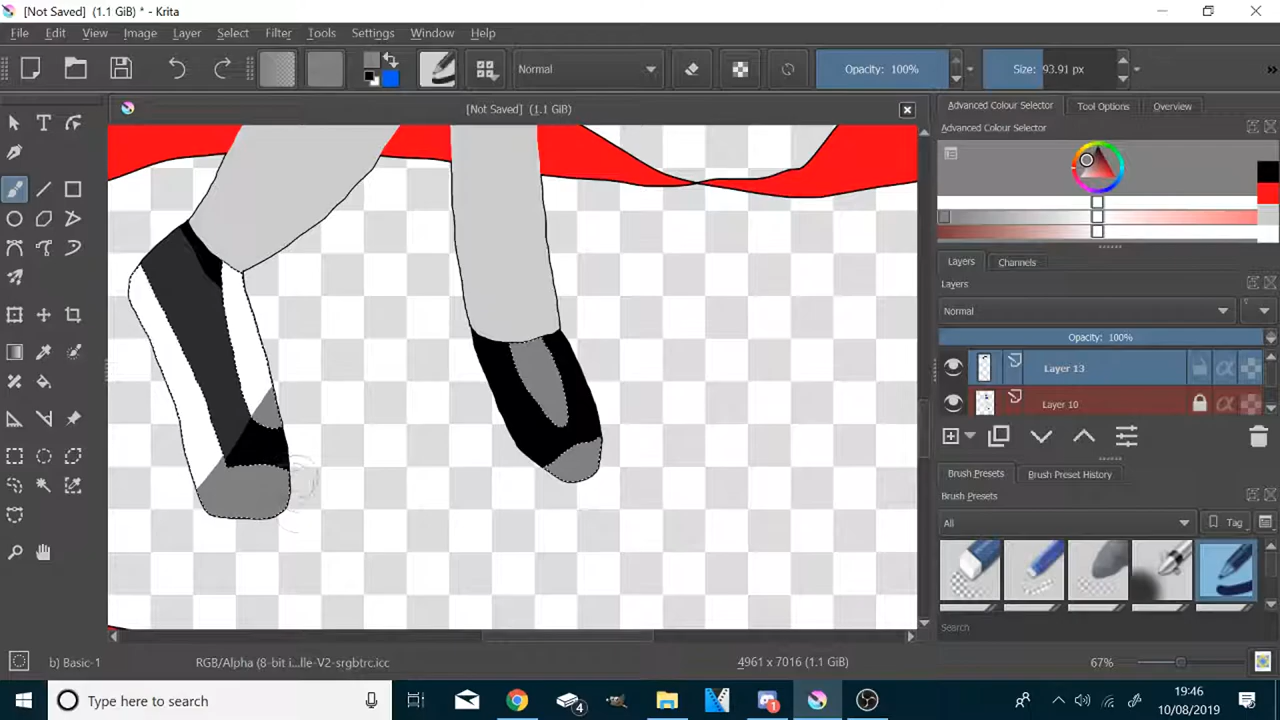 [Not Saved] (1.1 GiB) * - Krita
File Edit View Image Layer Select Filter Tools Settings Window Help
Normal
Opacity: 100%
Size: 93.91 px
»
[Not Saved] (1.1 GiB)
Advanced Colour Selector
Tool Options
Overview
Advanced Colour Selector
Layers
Channels
Layers
Normal
Opacity: 100%
Layer 13
Layer 10
Brush Presets
Brush Preset History
Brush Presets
All
Tag
Search
b) Basic-1
RGB/Alpha (8-bit i...lle-V2-srgbtrc.icc
4961 x 7016 (1.1 GiB)
67%
Type here to search
4
1
19:46
10/08/2019